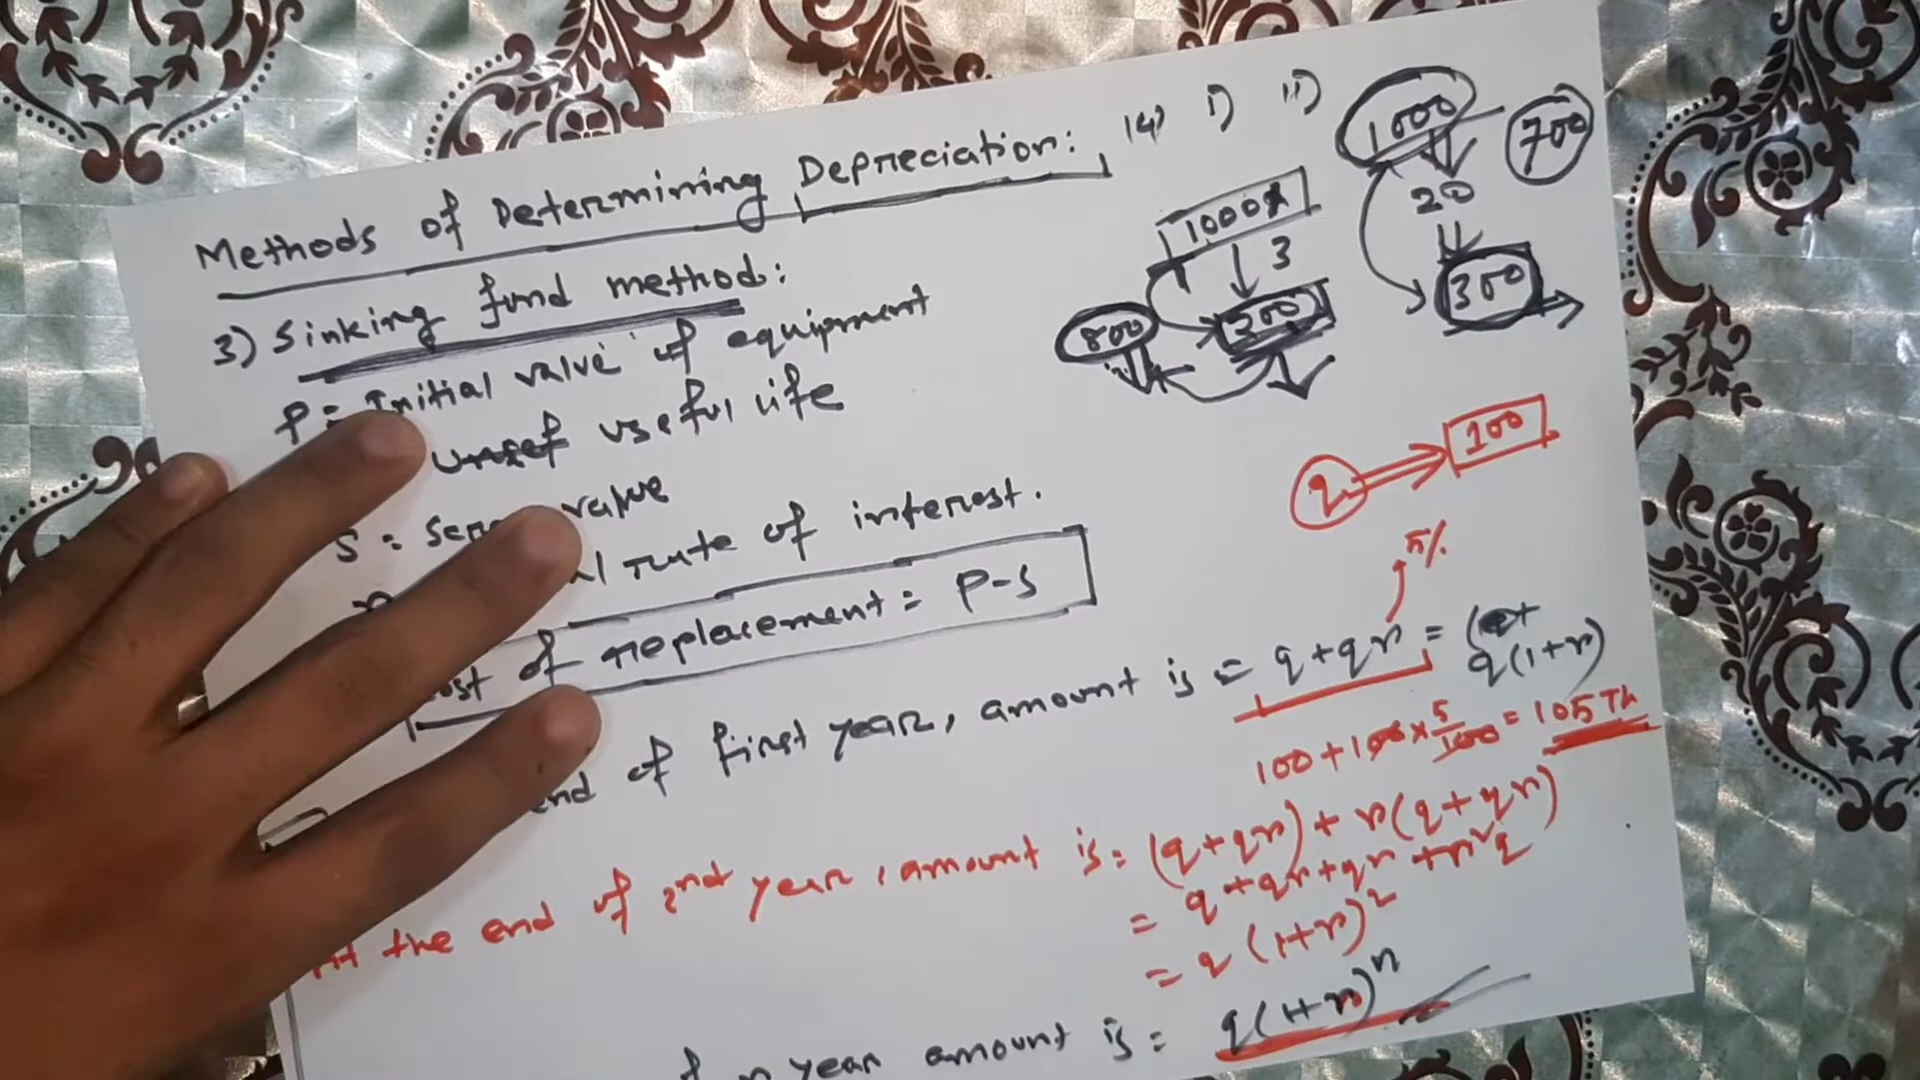 Methods of Determining Depreciation: i) ii)
3) Sinking fund method:
P = Initial value of equipment
useful life
S = value
rate of interest.
of replacement = P-S
end of first year, amount is = q+qr = q(1+r)
100+100×5/100 = 105 Tk
At the end of 2nd year, amount is = (q+qr)+r(q+qr)
= q+qr+qr+r²q
= q(1+r)²
n year amount is = q(1+r)ⁿ
1000
3
200
800
1000
700
20
300
q
100
5%